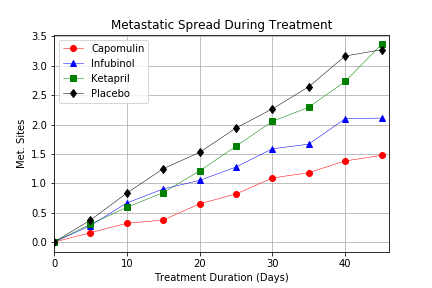 Metastatic Spread During Treatment
3.5
3.0
2.5
2.0
1.5
1.0
0.5
0.0
Met. Sites
Capomulin
Infubinol
Ketapril
Placebo
0 10 20 30 40
Treatment Duration (Days)